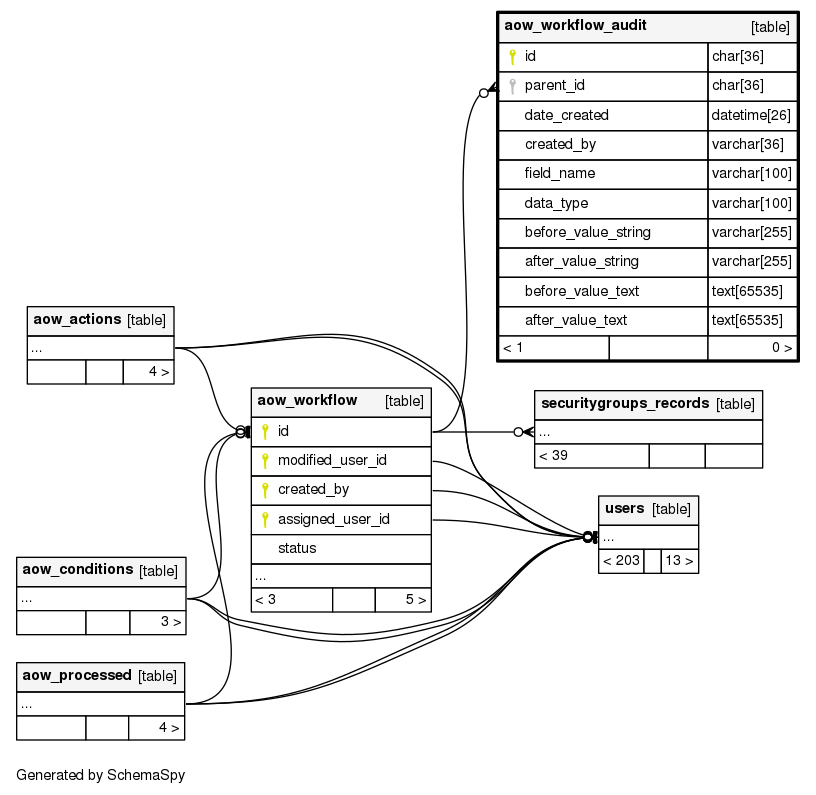 aow_workflow_audit [table]
id char[36]
parent_id char[36]
date_created datetime[26]
created_by varchar[36]
field_name varchar[100]
data_type varchar[100]
before_value_string varchar[255]
after_value_string varchar[255]
before_value_text text[65535]
after_value_text text[65535]
< 1 0 >
aow_actions [table]
...
4 >
aow_workflow [table]
id
modified_user_id
created_by
assigned_user_id
status
...
< 3 5 >
securitygroups_records [table]
...
< 39
users [table]
...
< 203 13 >
aow_conditions [table]
...
3 >
aow_processed [table]
...
4 >
Generated by SchemaSpy